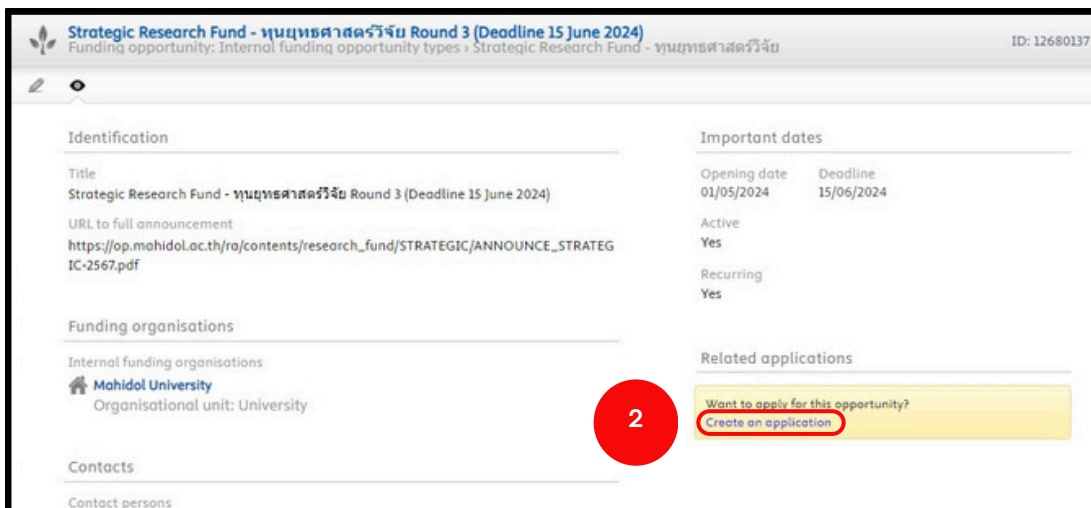 Strategic Research Fund - ทุนยุทธศาสตร์วิจัย Round 3 (Deadline 15 June 2024)
Funding opportunity: Internal funding opportunity types › Strategic Research Fund - ทุนยุทธศาสตร์วิจัย
ID: 12680137
Identification
Title
Strategic Research Fund - ทุนยุทธศาสตร์วิจัย Round 3 (Deadline 15 June 2024)
URL to full announcement
https://op.mahidol.ac.th/ra/contents/research_fund/STRATEGIC/ANNOUNCE_STRATEG
IC-2567.pdf
Funding organisations
Internal funding organisations
Mahidol University
Organisational unit: University
Contacts
Contact persons
Important dates
Opening date Deadline
01/05/2024 15/06/2024
Active
Yes
Recurring
Yes
Related applications
2
Want to apply for this opportunity?
Create an application